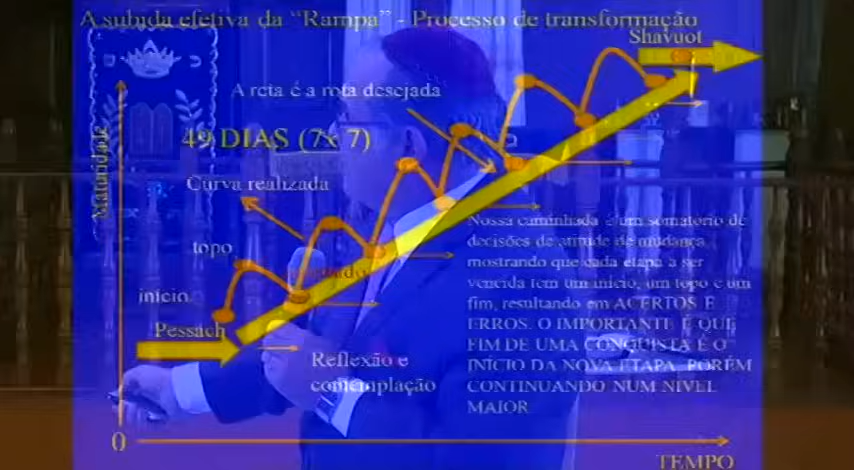 A subida efetiva da “Rampa” - Processo de transformação
Shavuot
A reta é a rota desejada
49 DIAS (7x 7)
Maturidade
Curva realizada
topo
início
Pessach
Reflexão e
contemplação
Nossa caminhada é um somatório de
decisões de atitude de mudança,
mostrando que cada etapa a ser
vencida tem um início, um topo e um
fim, resultando em ACERTOS E
ERROS. O IMPORTANTE É QUE
FIM DE UMA CONQUISTA É O
INÍCIO DA NOVA ETAPA, PORÉM
CONTINUANDO NUM NÍVEL
MAIOR
0
TEMPO